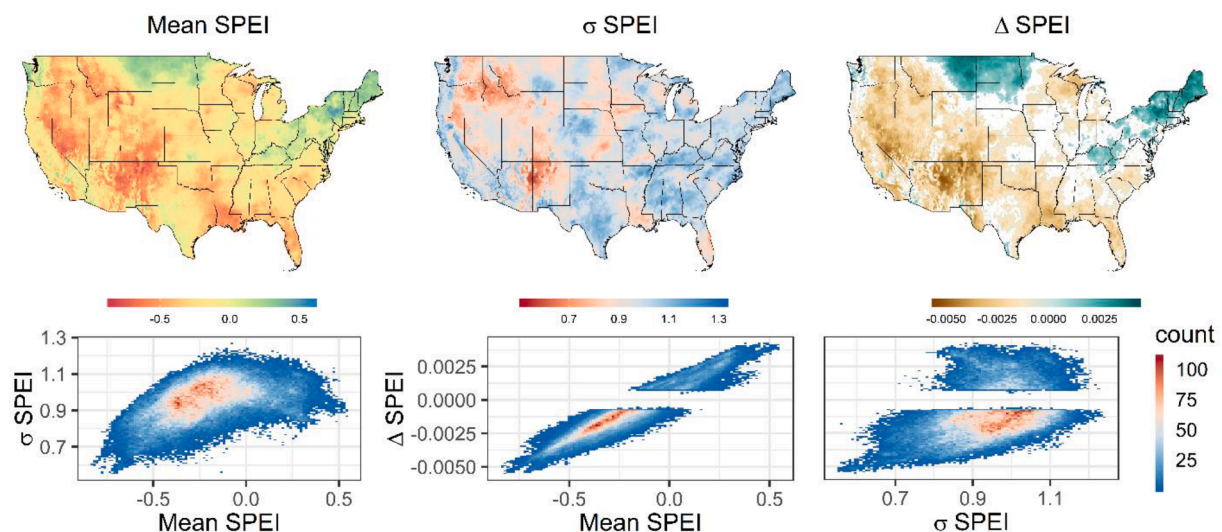 Mean SPEI
σ SPEI
Δ SPEI
-0.5 0.0 0.5
0.7 0.9 1.1 1.3
-0.0050 -0.0025 0.0000 0.0025
σ SPEI
1.3
1.1
0.9
0.7
-0.5 0.0 0.5
Mean SPEI
Δ SPEI
0.0025
0.0000
-0.0025
-0.0050
-0.5 0.0 0.5
Mean SPEI
0.7 0.9 1.1
σ SPEI
count
100
75
50
25